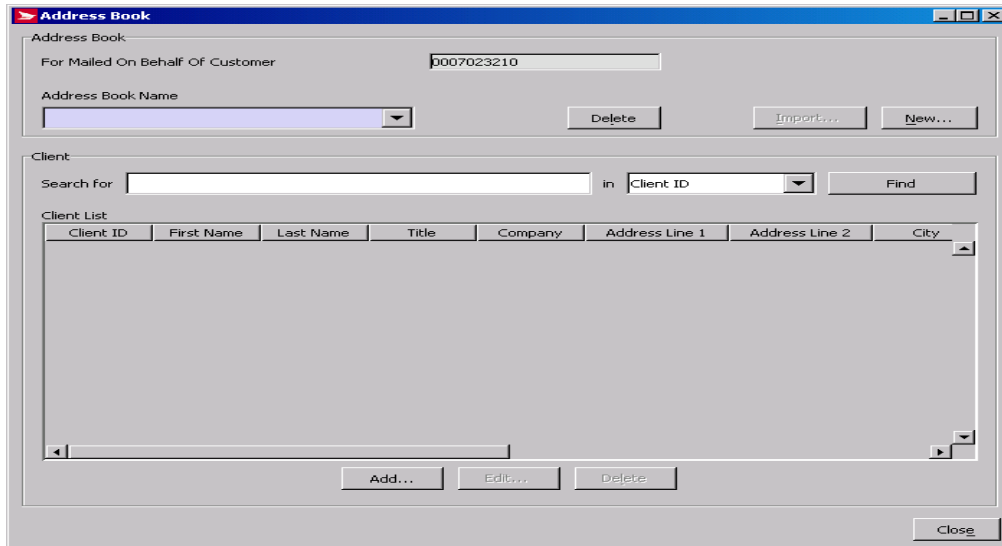 Address Book
Address Book
For Mailed On Behalf Of Customer 0007023210
Address Book Name
Delete Import... New...
Client
Search for in Client ID Find
Client List
Client ID First Name Last Name Title Company Address Line 1 Address Line 2 City
Add... Edit... Delete
Close